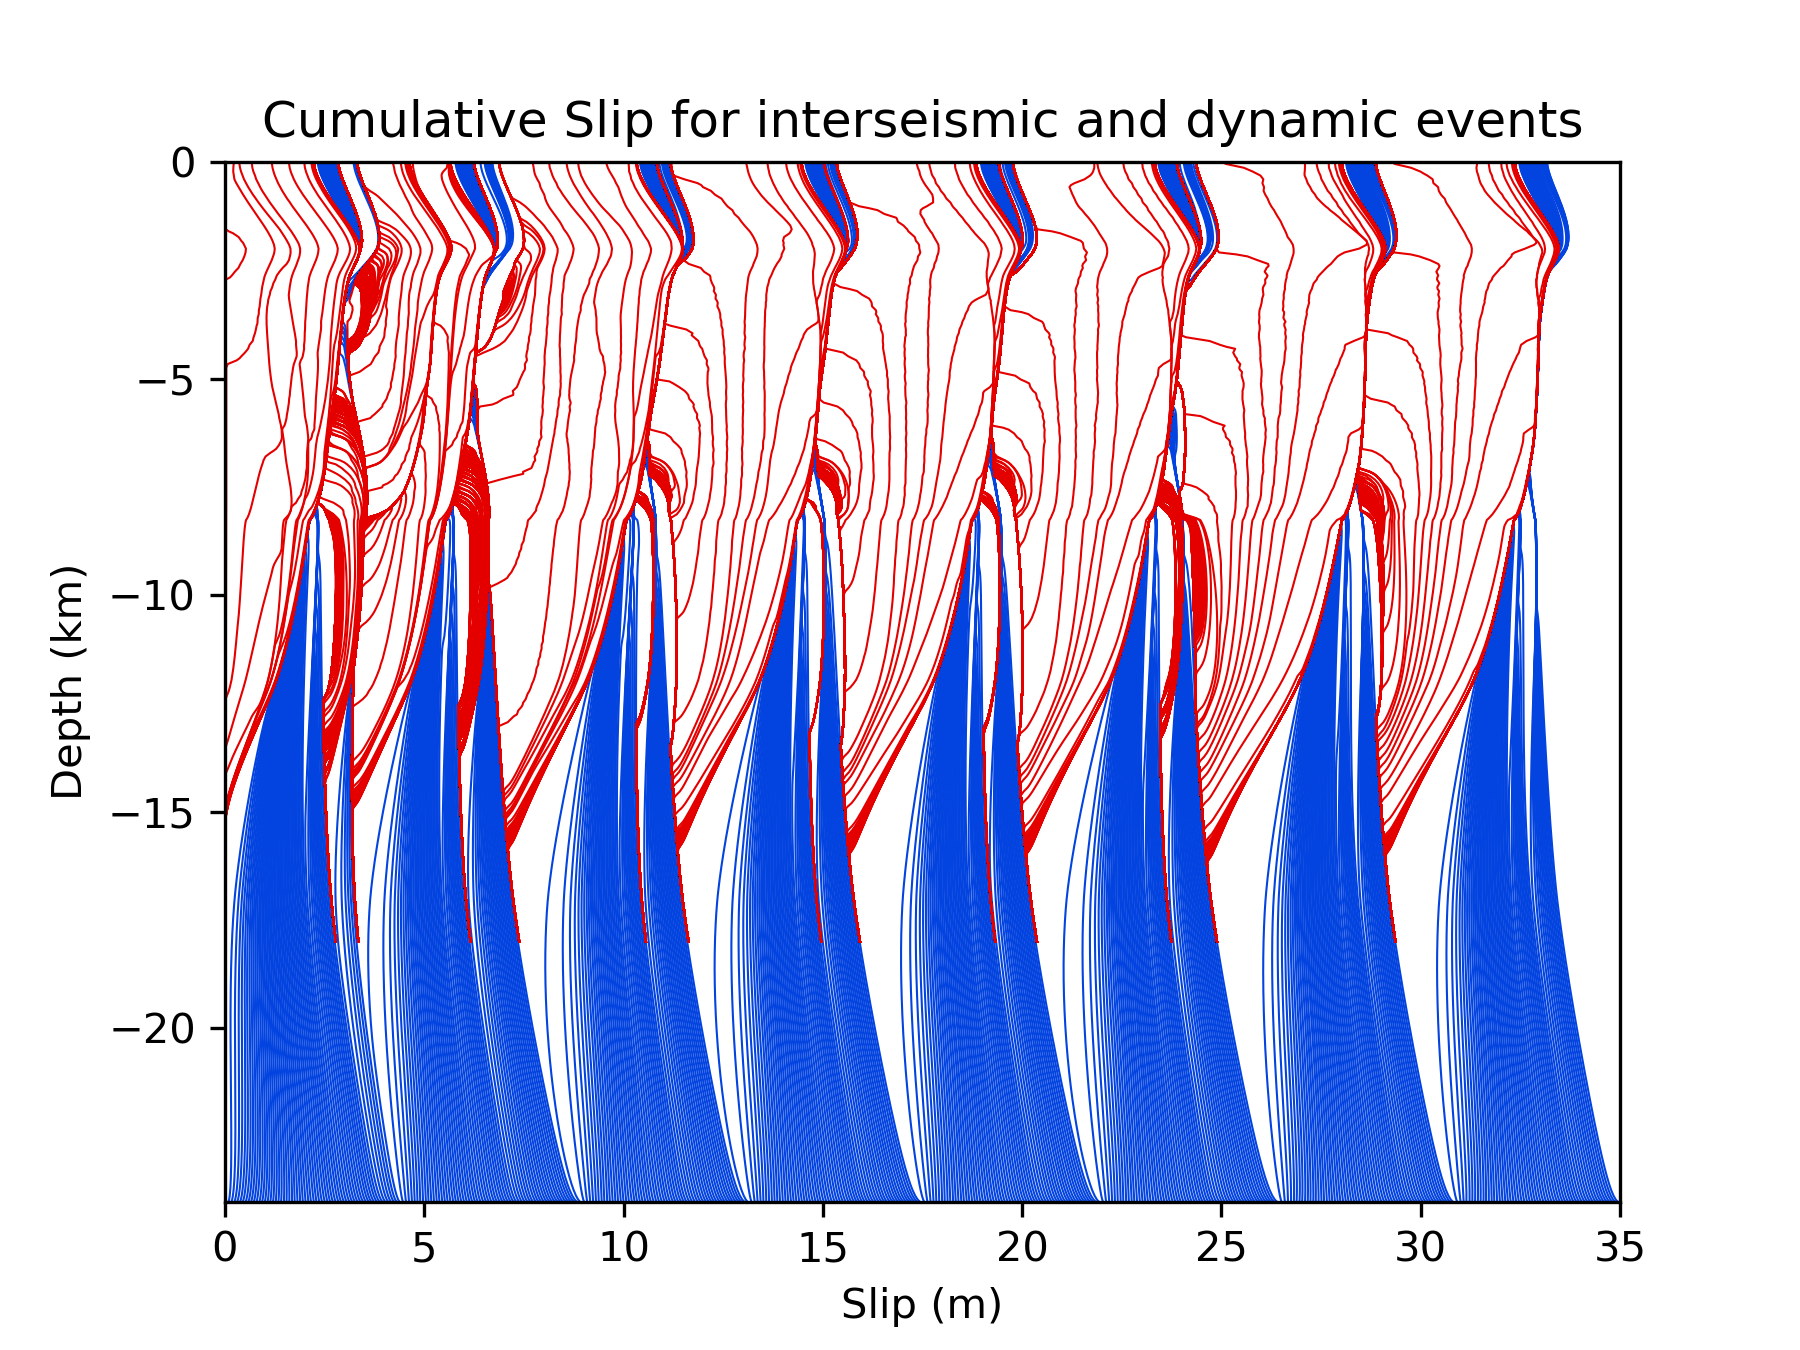 Cumulative Slip for interseismic and dynamic events
0
−5
−10
−15
−20
Depth (km)
0 5 10 15 20 25 30 35
Slip (m)